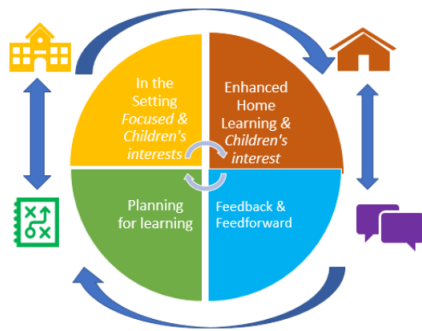 In the
Setting
Focused &
Children's
interests
Enhanced
Home
Learning &
Children's
interest
Planning
for learning
Feedback &
Feedforward